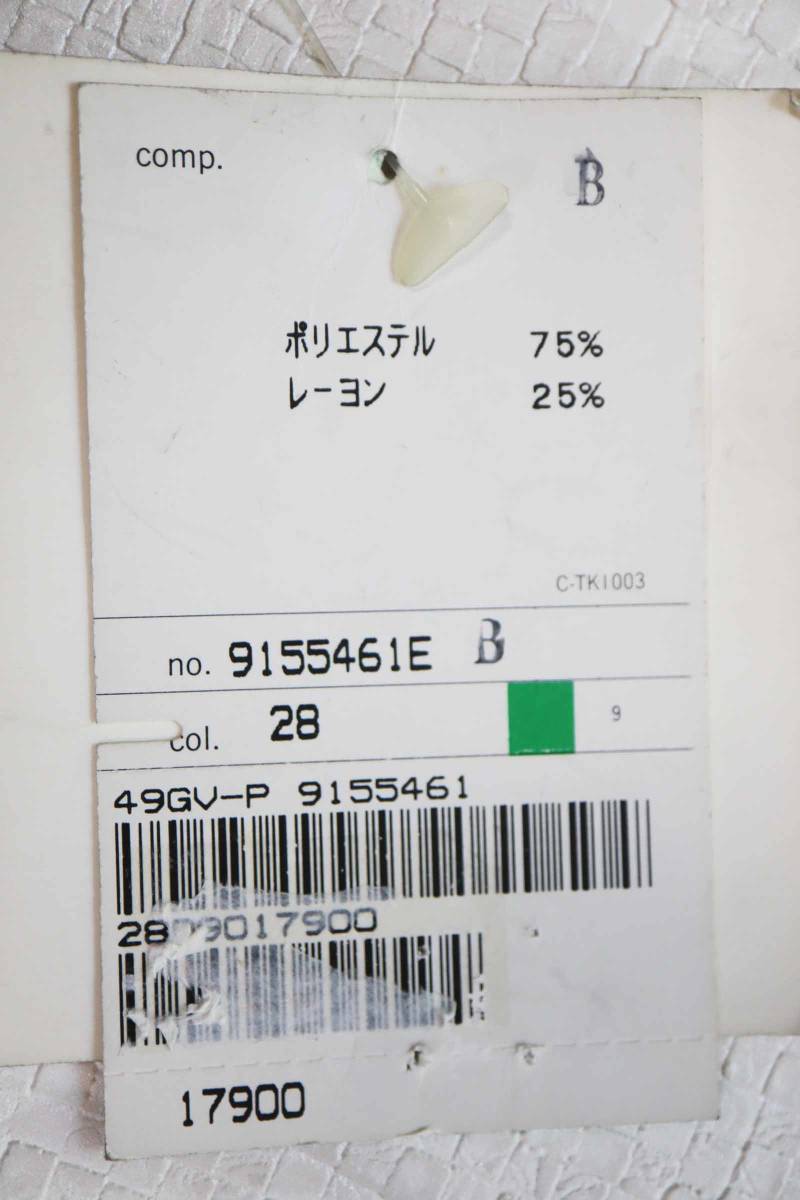 comp. B
ポリエステル 75%
レーヨン 25%
C-TK1003
no. 9155461E B
col. 28 9
49GV-P 9155461
17900